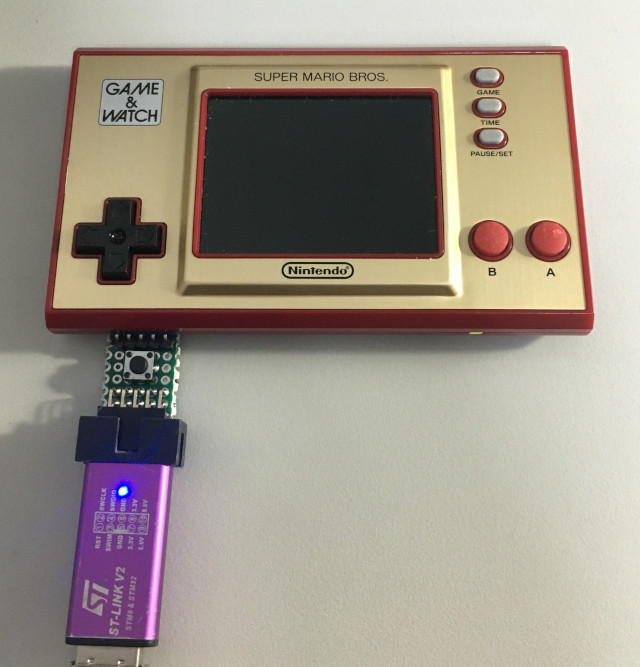 SUPER MARIO BROS.
GAME
&
WATCH
GAME
TIME
PAUSE/SET
B
A
Nintendo
RST
SWCLK
SWIM
SWDIO
GND
GND
3.3V
3.3V
5.0V
5.0V
ST
ST-LINK V2
STM8 & STM32